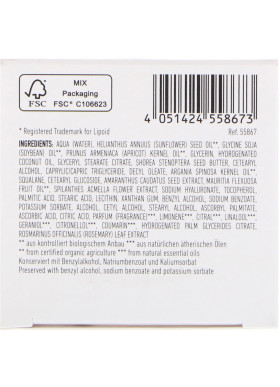 FSC
MIX
Packaging
FSC® C106623
4 051424 558673
* Registered Trademark for Lipoid
Ref. 55867
INGREDIENTS: AQUA (WATER), HELIANTHUS ANNUUS (SUNFLOWER) SEED OIL**, GLYCINE SOJA
(SOYBEAN) OIL**, PRUNUS ARMENIACA (APRICOT) KERNEL OIL**, GLYCERIN, HYDROGENATED
COCONUT OIL, GLYCERYL STEARATE CITRATE, SHOREA STENOPTERA SEED BUTTER, CETEARYL
ALCOHOL, CAPRYLIC/CAPRIC TRIGLYCERIDE, DECYL OLEATE, ARGANIA SPINOSA KERNEL OIL**,
SQUALANE, CETEARYL GLUCOSIDE, AMARANTHUS CAUDATUS SEED EXTRACT, MAURITIA FLEXUOSA
FRUIT OIL**, SPILANTHES ACMELLA FLOWER EXTRACT, SODIUM HYALURONATE, TOCOPHEROL,
PALMITIC ACID, STEARIC ACID, LECITHIN, XANTHAN GUM, BENZYL ALCOHOL, SODIUM BENZOATE,
POTASSIUM SORBATE, ALCOHOL, CETYL ALCOHOL, STEARYL ALCOHOL, ASCORBYL PALMITATE,
ASCORBIC ACID, CITRIC ACID, PARFUM (FRAGRANCE)***, LIMONENE***, CITRAL***, LINALOOL***,
GERANIOL***, CITRONELLOL***, COUMARIN***, HYDROGENATED PALM GLYCERIDES CITRATE,
ROSMARINUS OFFICINALIS (ROSEMARY) LEAF EXTRACT
** aus kontrolliert biologischem Anbau *** aus natürlichen ätherischen Ölen
** from certified organic agriculture *** from natural essential oils
Konserviert mit Benzylalkohol, Natriumbenzoat und Kaliumsorbat
Preserved with benzyl alcohol, sodium benzoate and potassium sorbate